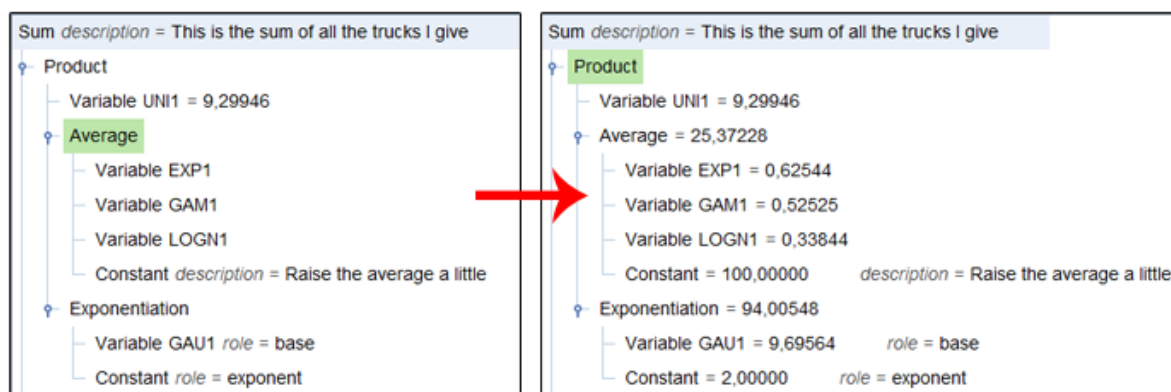 Sum description = This is the sum of all the trucks I give
Product
Variable UNI1 = 9,29946
Average
Variable EXP1
Variable GAM1
Variable LOGN1
Constant description = Raise the average a little
Exponentiation
Variable GAU1 role = base
Constant role = exponent
Sum description = This is the sum of all the trucks I give
Product
Variable UNI1 = 9,29946
Average = 25,37228
Variable EXP1 = 0,62544
Variable GAM1 = 0,52525
Variable LOGN1 = 0,33844
Constant = 100,00000 description = Raise the average a little
Exponentiation = 94,00548
Variable GAU1 = 9,69564 role = base
Constant = 2,00000 role = exponent